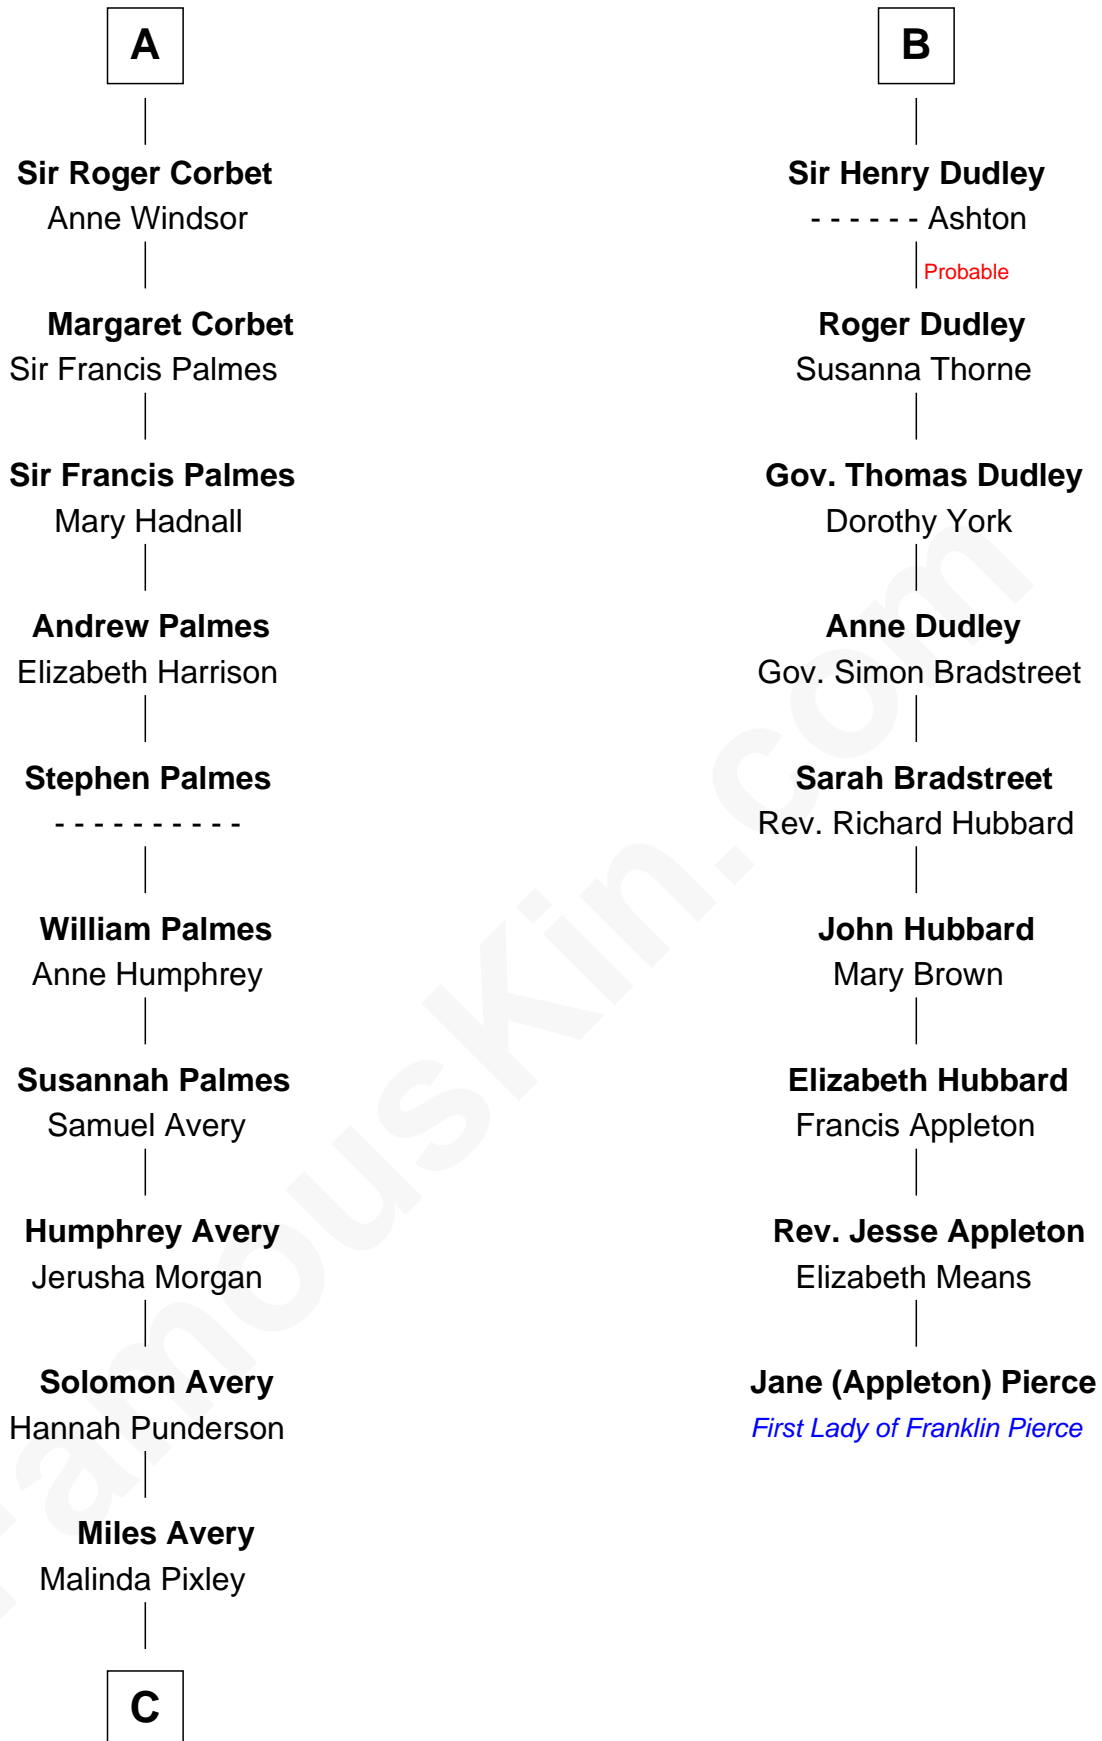 A
Sir Roger Corbet
Anne Windsor
Margaret Corbet
Sir Francis Palmes
Sir Francis Palmes
Mary Hadnall
Andrew Palmes
Elizabeth Harrison
Stephen Palmes
- - - - - - - - - -
William Palmes
Anne Humphrey
Susannah Palmes
Samuel Avery
Humphrey Avery
Jerusha Morgan
Solomon Avery
Hannah Punderson
Miles Avery
Malinda Pixley
C
B
Sir Henry Dudley
- - - - - - Ashton
Probable
Roger Dudley
Susanna Thorne
Gov. Thomas Dudley
Dorothy York
Anne Dudley
Gov. Simon Bradstreet
Sarah Bradstreet
Rev. Richard Hubbard
John Hubbard
Mary Brown
Elizabeth Hubbard
Francis Appleton
Rev. Jesse Appleton
Elizabeth Means
Jane (Appleton) Pierce
First Lady of Franklin Pierce
FamousKin.com